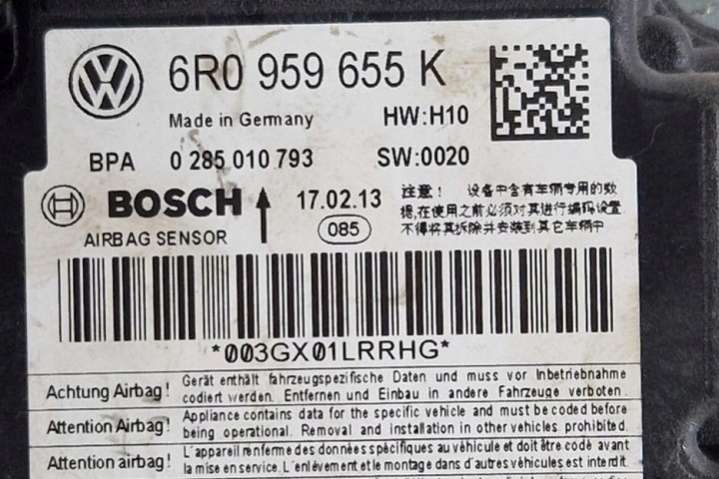 6R0 959 655 K
Made in Germany HW:H10
BPA 0 285 010 793 SW:0020
BOSCH 17.02.13
AIRBAG SENSOR 085
注意! 设备中含有车辆专用的数
据,在使用之前必须对其进行编码设置
不得将其拆除并安装到其它车辆中
*003GX01LRRHG*
Achtung Airbag! Gerät enthält fahrzeugspezifische Daten und muss vor Inbetriebnahme
codiert werden. Entfernen und Einbau in andere Fahrzeuge verboten.
Attention Airbag! Appliance contains data for the specific vehicle and must be coded before
being operational. Removal and installation in other vehicles prohibited.
Attention airbag! L'appareil renferme des données spécifiques au véhicule et doit être codé avant
la mise en service. L'enlèvement et le montage dans d'autres véhicules est interdit.